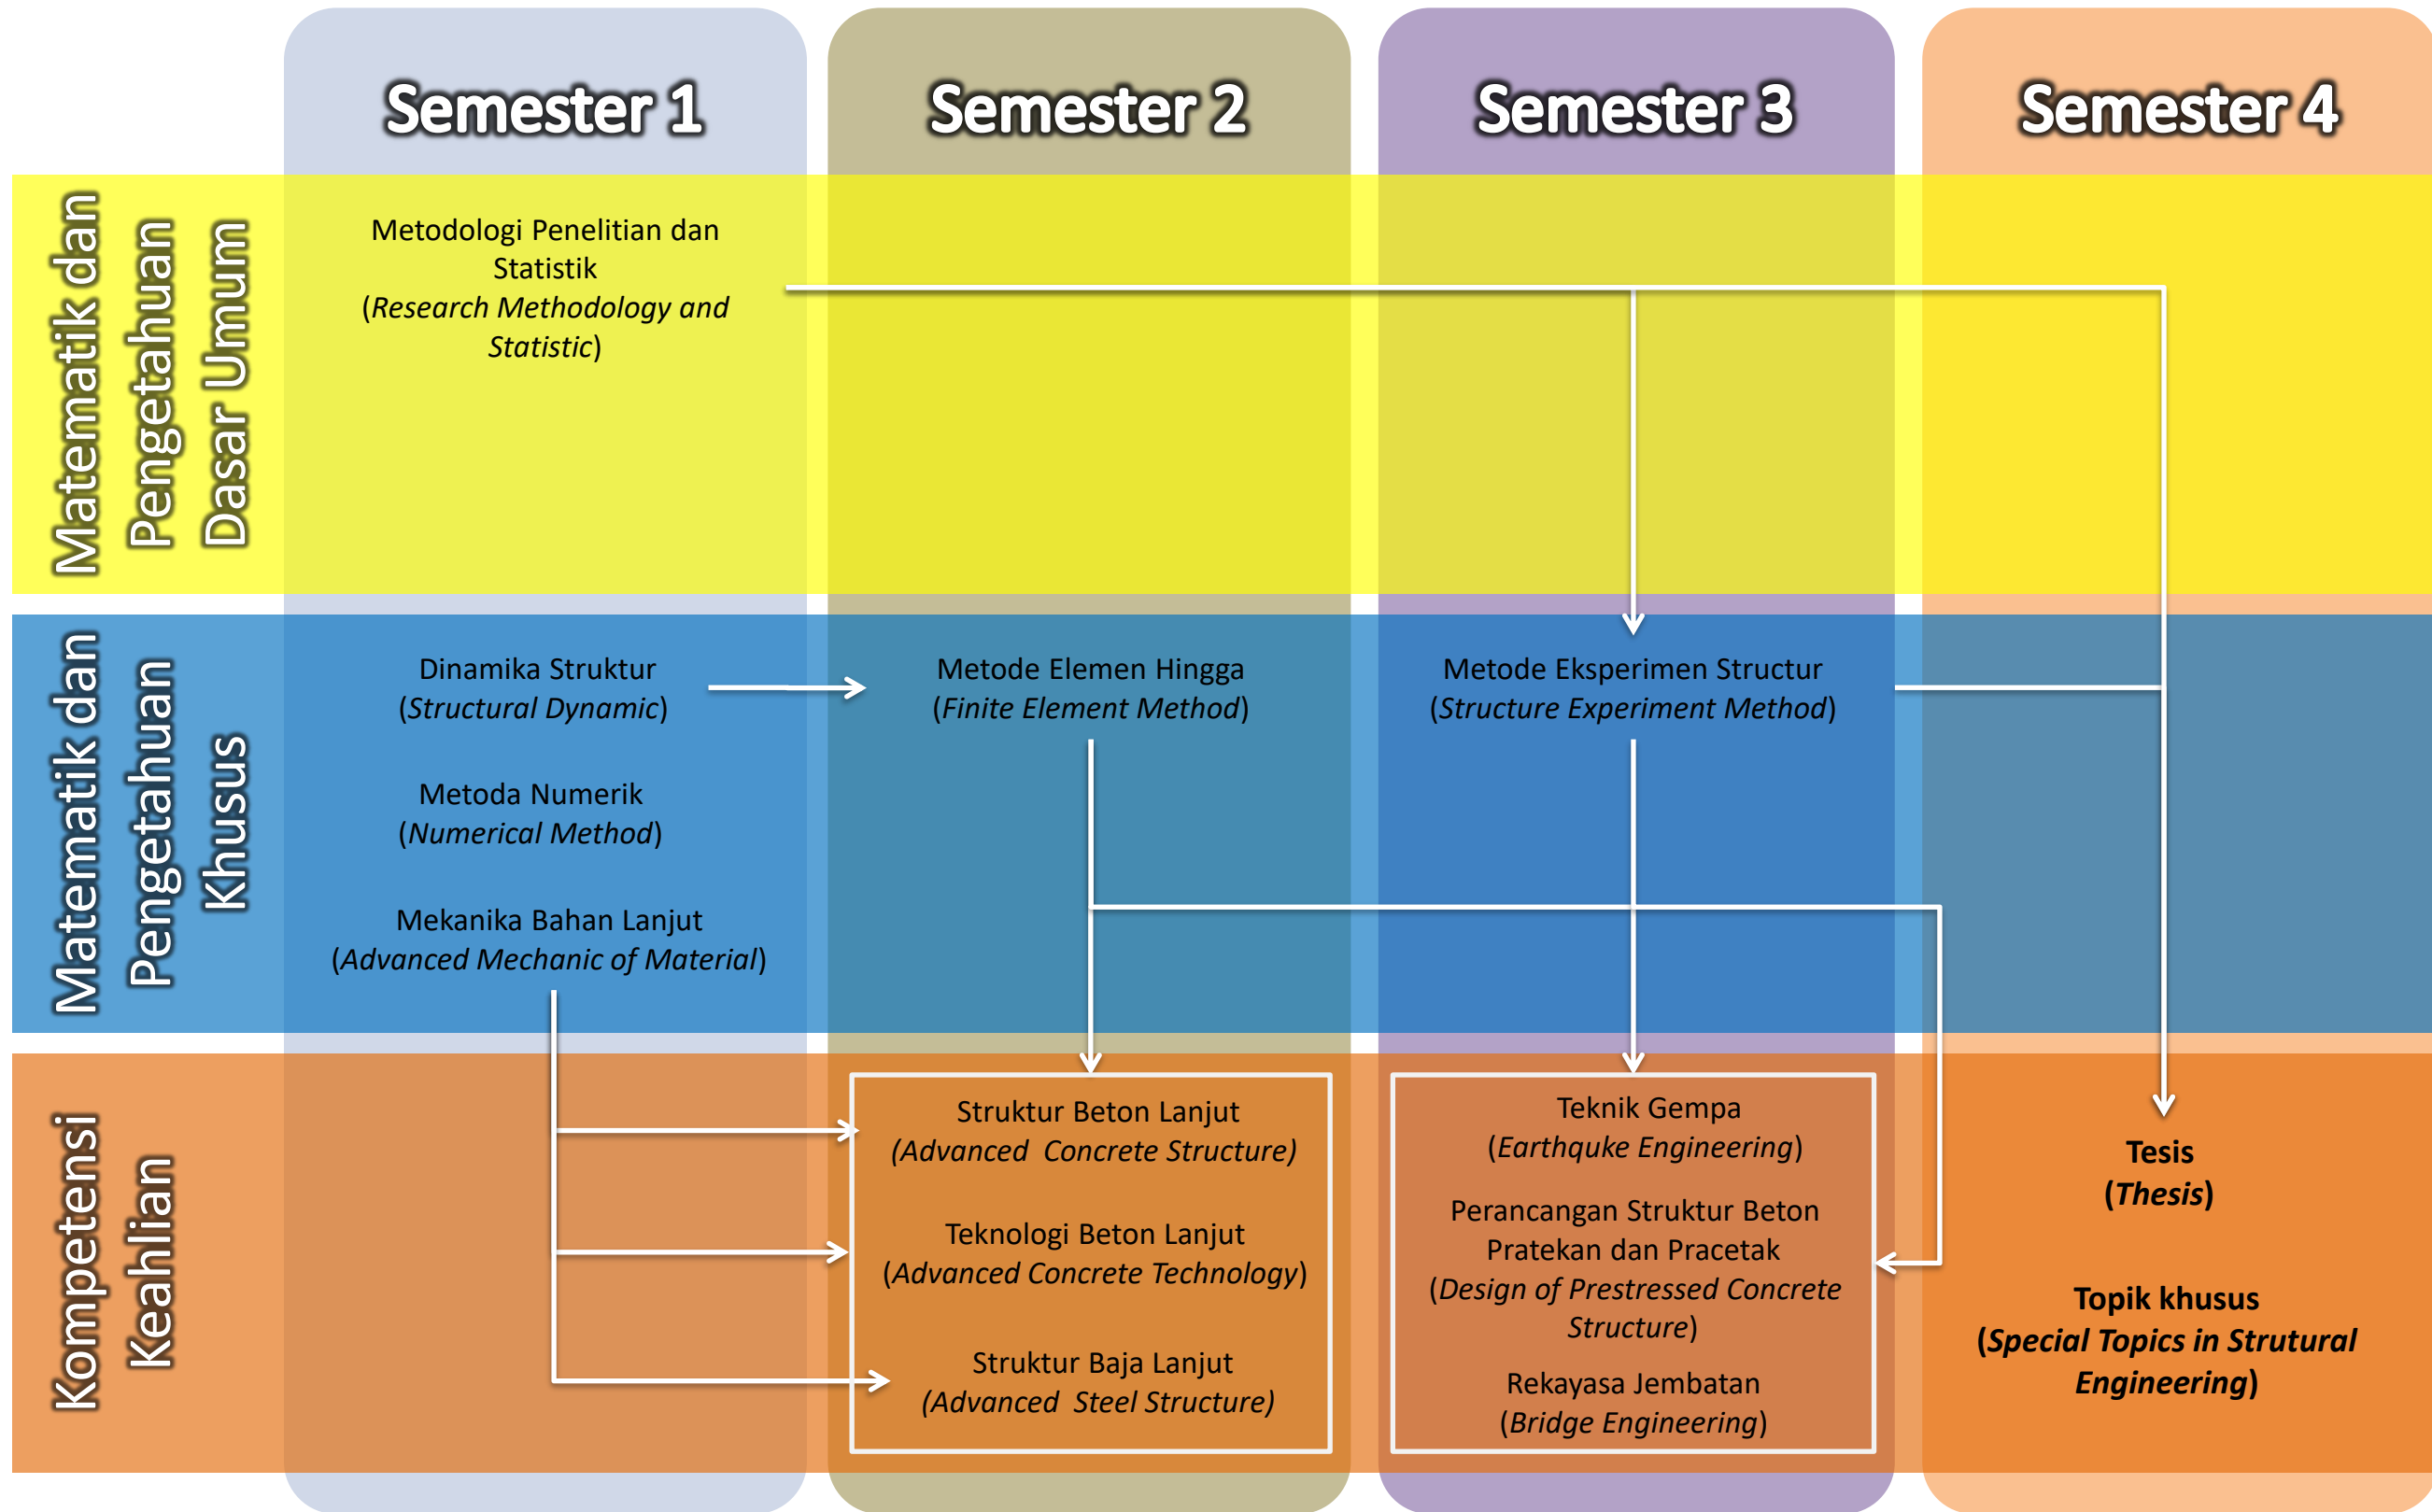 Semester 1
Semester 2
Semester 3
Semester 4
Matematik dan
Pengetahuan
Dasar Umum
Metodologi Penelitian dan
Statistik
(Research Methodology and
Statistic)
Matematik dan
Pengetahuan
Khusus
Dinamika Struktur
(Structural Dynamic)
Metoda Numerik
(Numerical Method)
Mekanika Bahan Lanjut
(Advanced Mechanic of Material)
Metode Elemen Hingga
(Finite Element Method)
Metode Eksperimen Structur
(Structure Experiment Method)
Kompetensi
Keahlian
Struktur Beton Lanjut
(Advanced  Concrete Structure)
Teknologi Beton Lanjut
(Advanced Concrete Technology)
Struktur Baja Lanjut
(Advanced  Steel Structure)
Teknik Gempa
(Earthquke Engineering)
Perancangan Struktur Beton
Pratekan dan Pracetak
(Design of Prestressed Concrete
Structure)
Rekayasa Jembatan
(Bridge Engineering)
Tesis
(Thesis)
Topik khusus
(Special Topics in Strutural
Engineering)